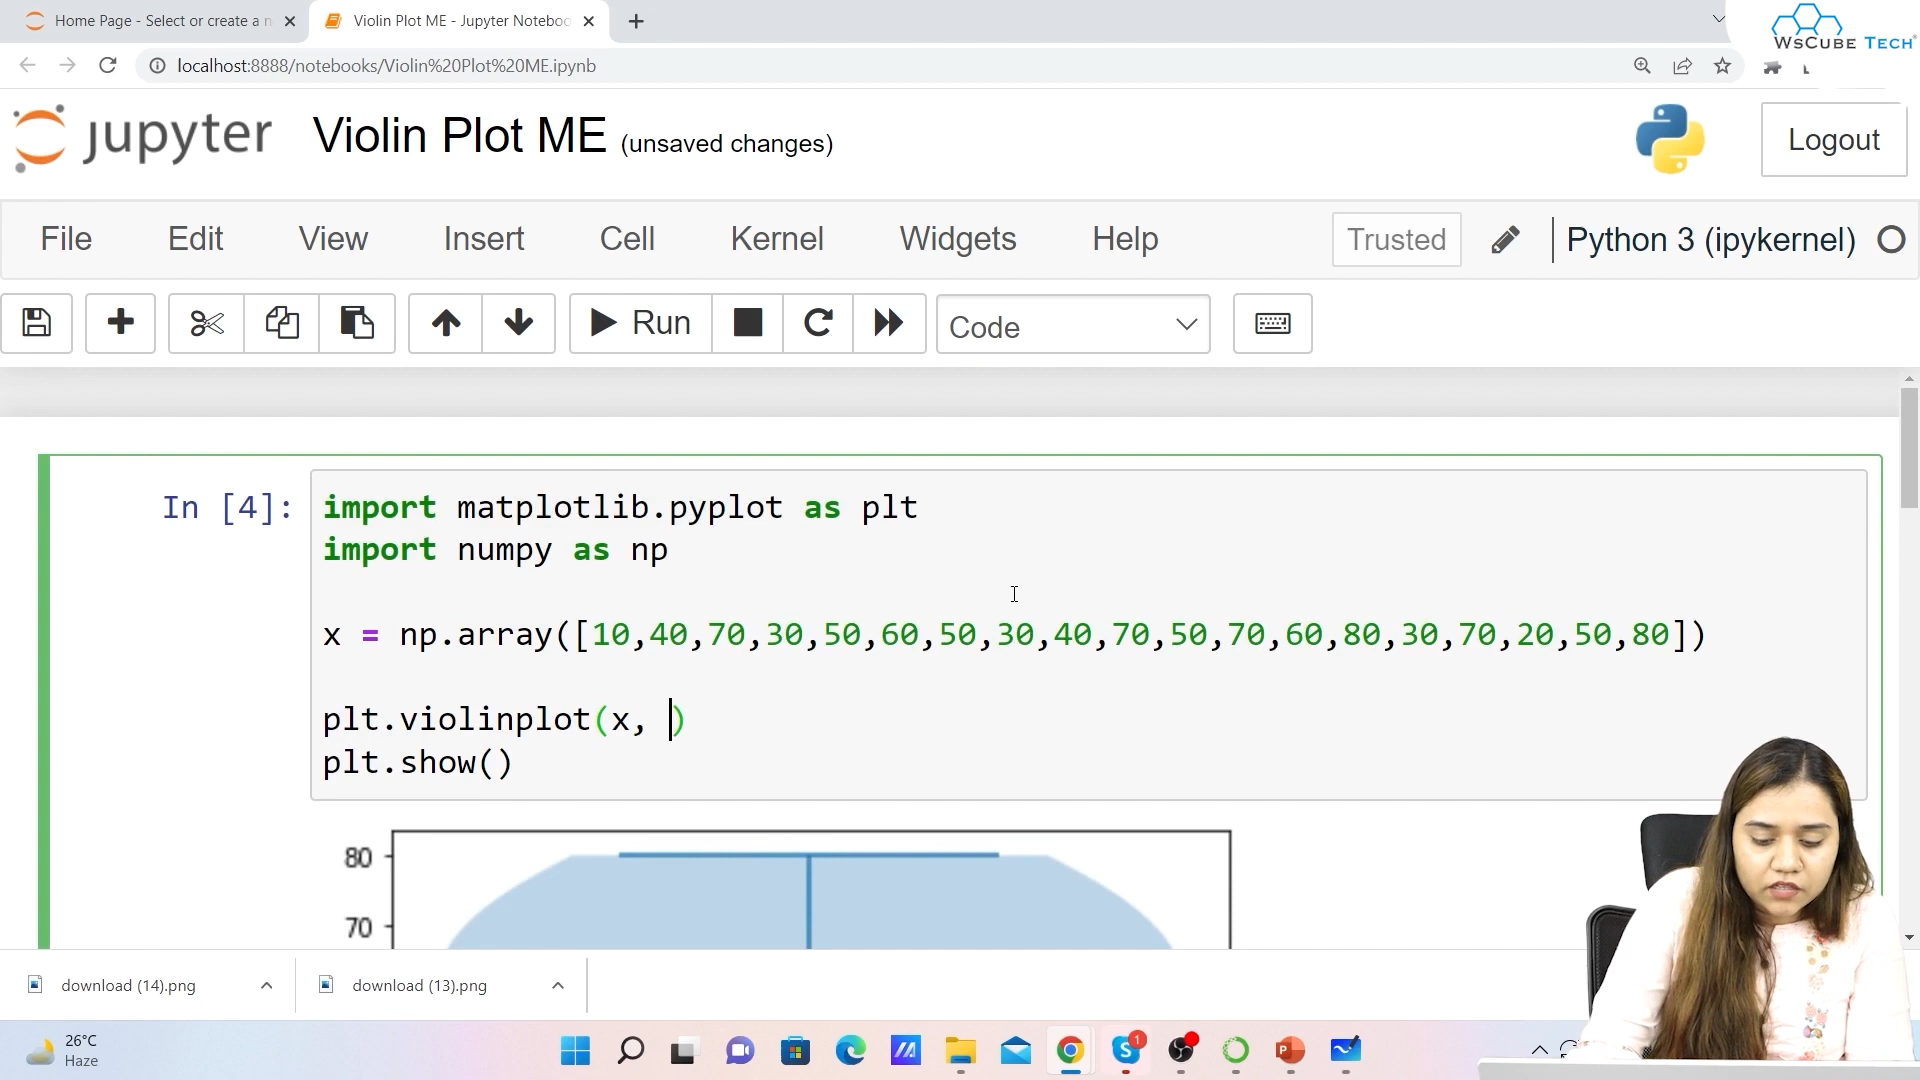 Home Page - Select or create a n
Violin Plot ME - Jupyter Noteboo
WsCube Tech
localhost:8888/notebooks/Violin%20Plot%20ME.ipynb
jupyter
Violin Plot ME (unsaved changes)
Logout
File Edit View Insert Cell Kernel Widgets Help
Trusted
Python 3 (ipykernel)
Run
Code
In [4]:
import matplotlib.pyplot as plt
import numpy as np
x = np.array([10,40,70,30,50,60,50,30,40,70,50,70,60,80,30,70,20,50,80])
plt.violinplot(x, )
plt.show()
80
70
download (14).png
download (13).png
26°C
Haze
1